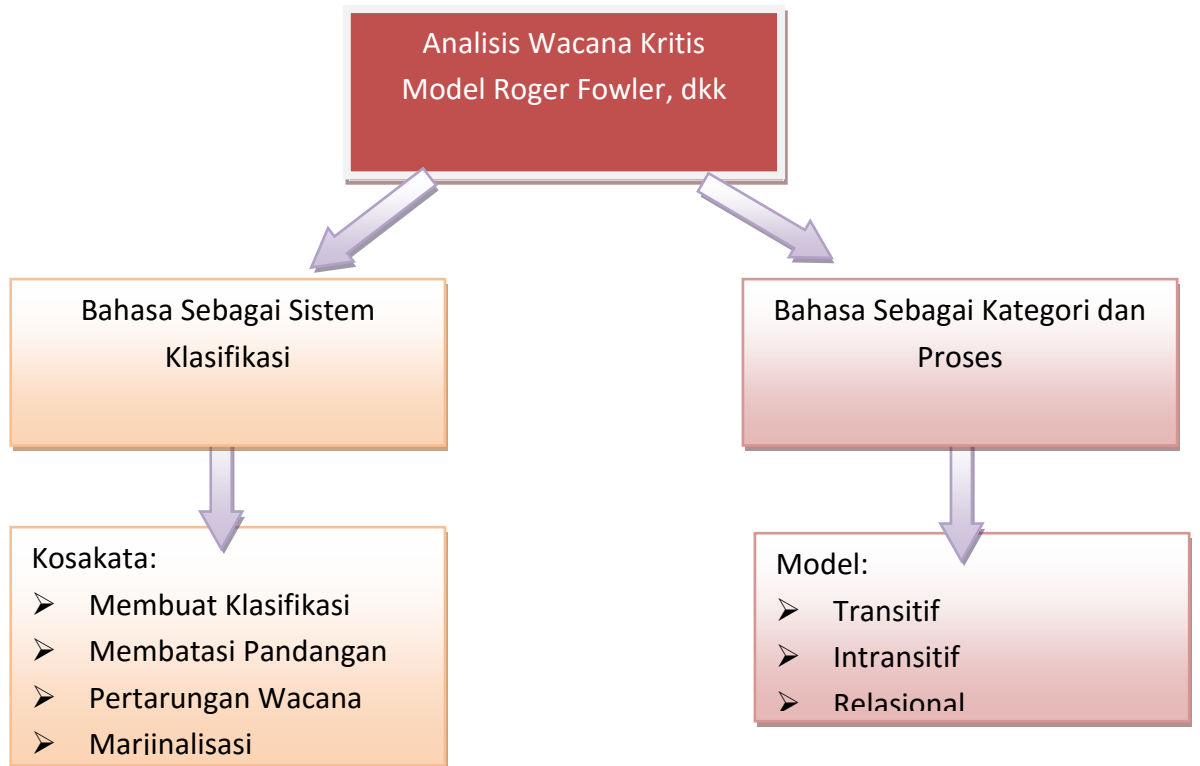 Analisis Wacana Kritis
Model Roger Fowler, dkk
Bahasa Sebagai Sistem
Klasifikasi
Bahasa Sebagai Kategori dan
Proses
Kosakata:
➢ Membuat Klasifikasi
➢ Membatasi Pandangan
➢ Pertarungan Wacana
➢ Marjinalisasi
Model:
➢ Transitif
➢ Intransitif
➢ Relasional